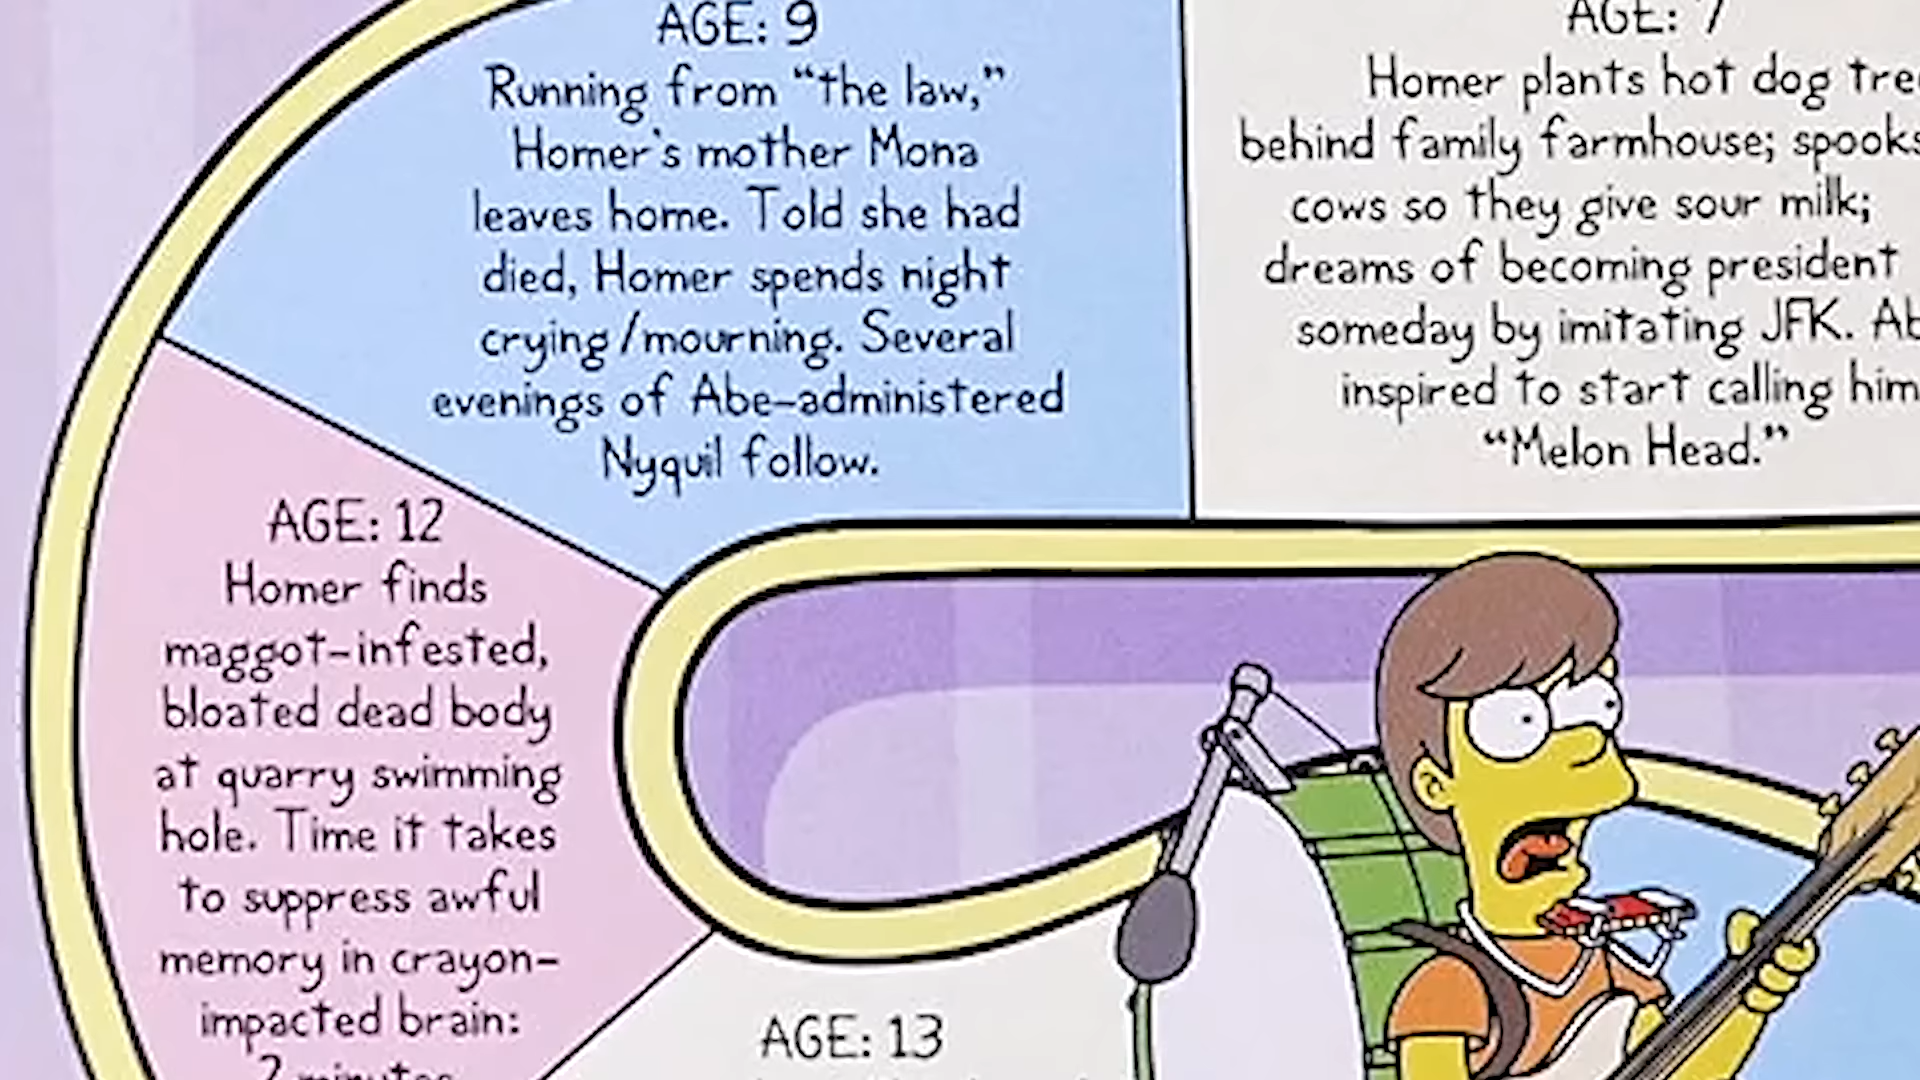 AGE: 9
Running from “the law,”
Homer's mother Mona
leaves home. Told she had
died, Homer spends night
crying/mourning. Several
evenings of Abe-administered
Nyquil follow.
AGE: 7
Homer plants hot dog
behind family farmhouse; spooks
cows so they give sour milk;
dreams of becoming president
someday by imitating JFK.
inspired to start calling him
“Melon Head.”
AGE: 12
Homer finds
maggot-infested,
bloated dead body
at quarry swimming
hole. Time it takes
to suppress awful
memory in crayon-
impacted brain:
2 minutes
AGE: 13